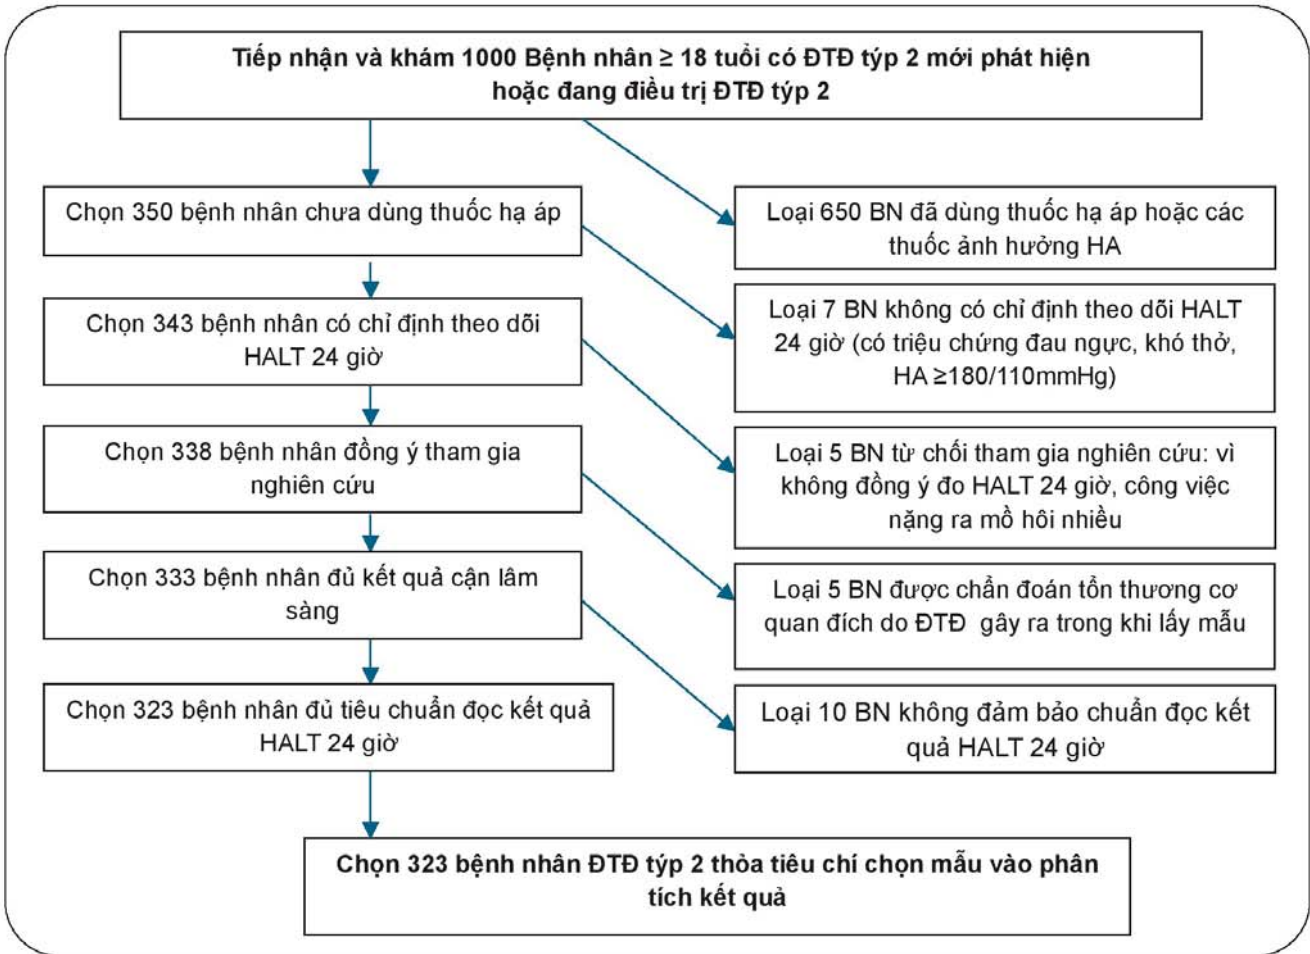 Tiếp nhận và khám 1000 Bệnh nhân ≥ 18 tuổi có ĐTĐ týp 2 mới phát hiện
hoặc đang điều trị ĐTĐ týp 2
Chọn 350 bệnh nhân chưa dùng thuốc hạ áp
Loại 650 BN đã dùng thuốc hạ áp hoặc các
thuốc ảnh hưởng HA
Chọn 343 bệnh nhân có chỉ định theo dõi
HALT 24 giờ
Loại 7 BN không có chỉ định theo dõi HALT
24 giờ (có triệu chứng đau ngực, khó thở,
HA ≥180/110mmHg)
Chọn 338 bệnh nhân đồng ý tham gia
nghiên cứu
Loại 5 BN từ chối tham gia nghiên cứu: vì
không đồng ý đo HALT 24 giờ, công việc
nặng ra mồ hôi nhiều
Chọn 333 bệnh nhân đủ kết quả cận lâm
sàng
Loại 5 BN được chẩn đoán tổn thương cơ
quan đích do ĐTĐ gây ra trong khi lấy mẫu
Chọn 323 bệnh nhân đủ tiêu chuẩn đọc kết quả
HALT 24 giờ
Loại 10 BN không đảm bảo chuẩn đọc kết
quả HALT 24 giờ
Chọn 323 bệnh nhân ĐTĐ týp 2 thỏa tiêu chí chọn mẫu vào phân
tích kết quả